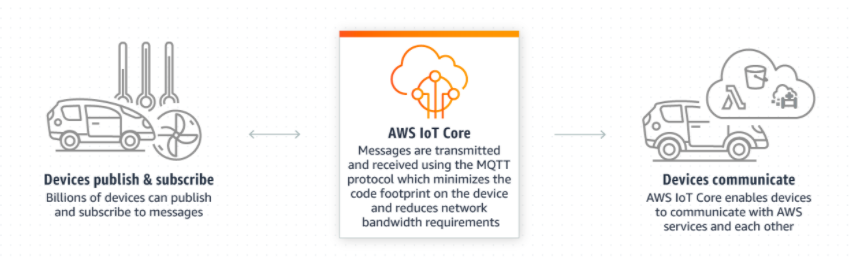 Devices publish & subscribe
Billions of devices can publish
and subscribe to messages
AWS IoT Core
Messages are transmitted
and received using the MQTT
protocol which minimizes the
code footprint on the device
and reduces network
bandwidth requirements
Devices communicate
AWS IoT Core enables devices
to communicate with AWS
services and each other